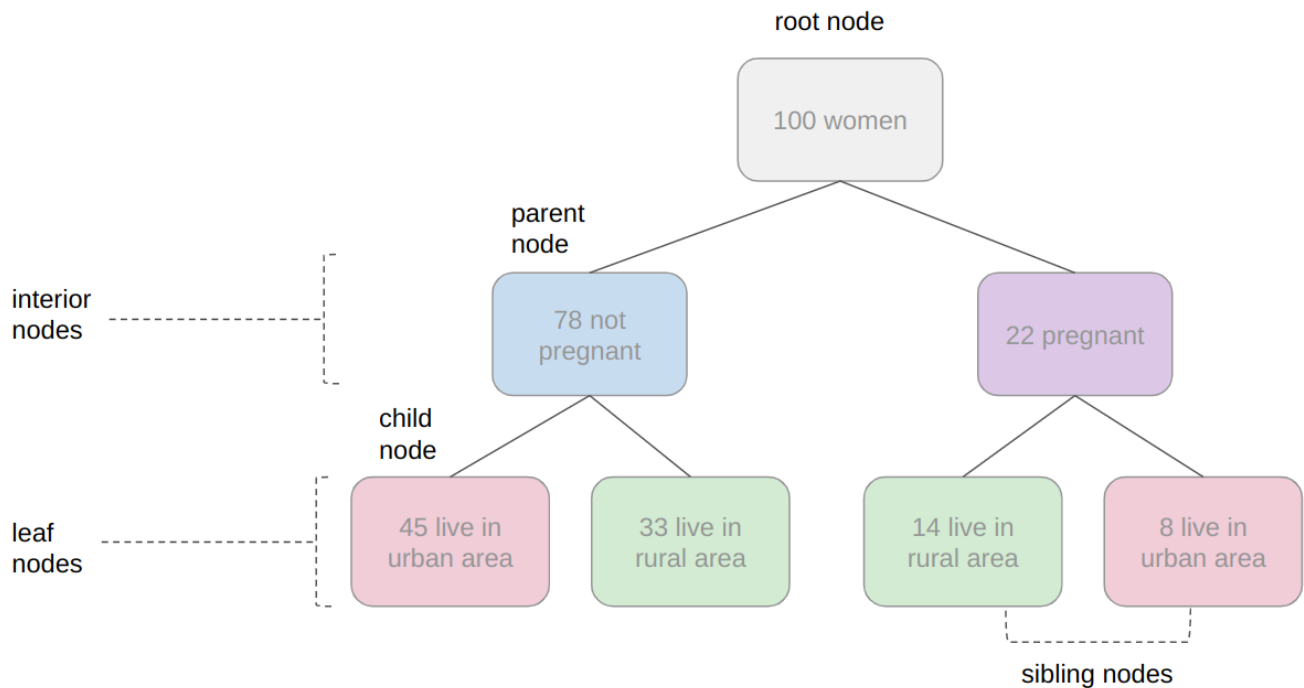 root node
100 women
parent
node
interior
nodes
78 not
pregnant
22 pregnant
child
node
leaf
nodes
45 live in
urban area
33 live in
rural area
14 live in
rural area
8 live in
urban area
sibling nodes